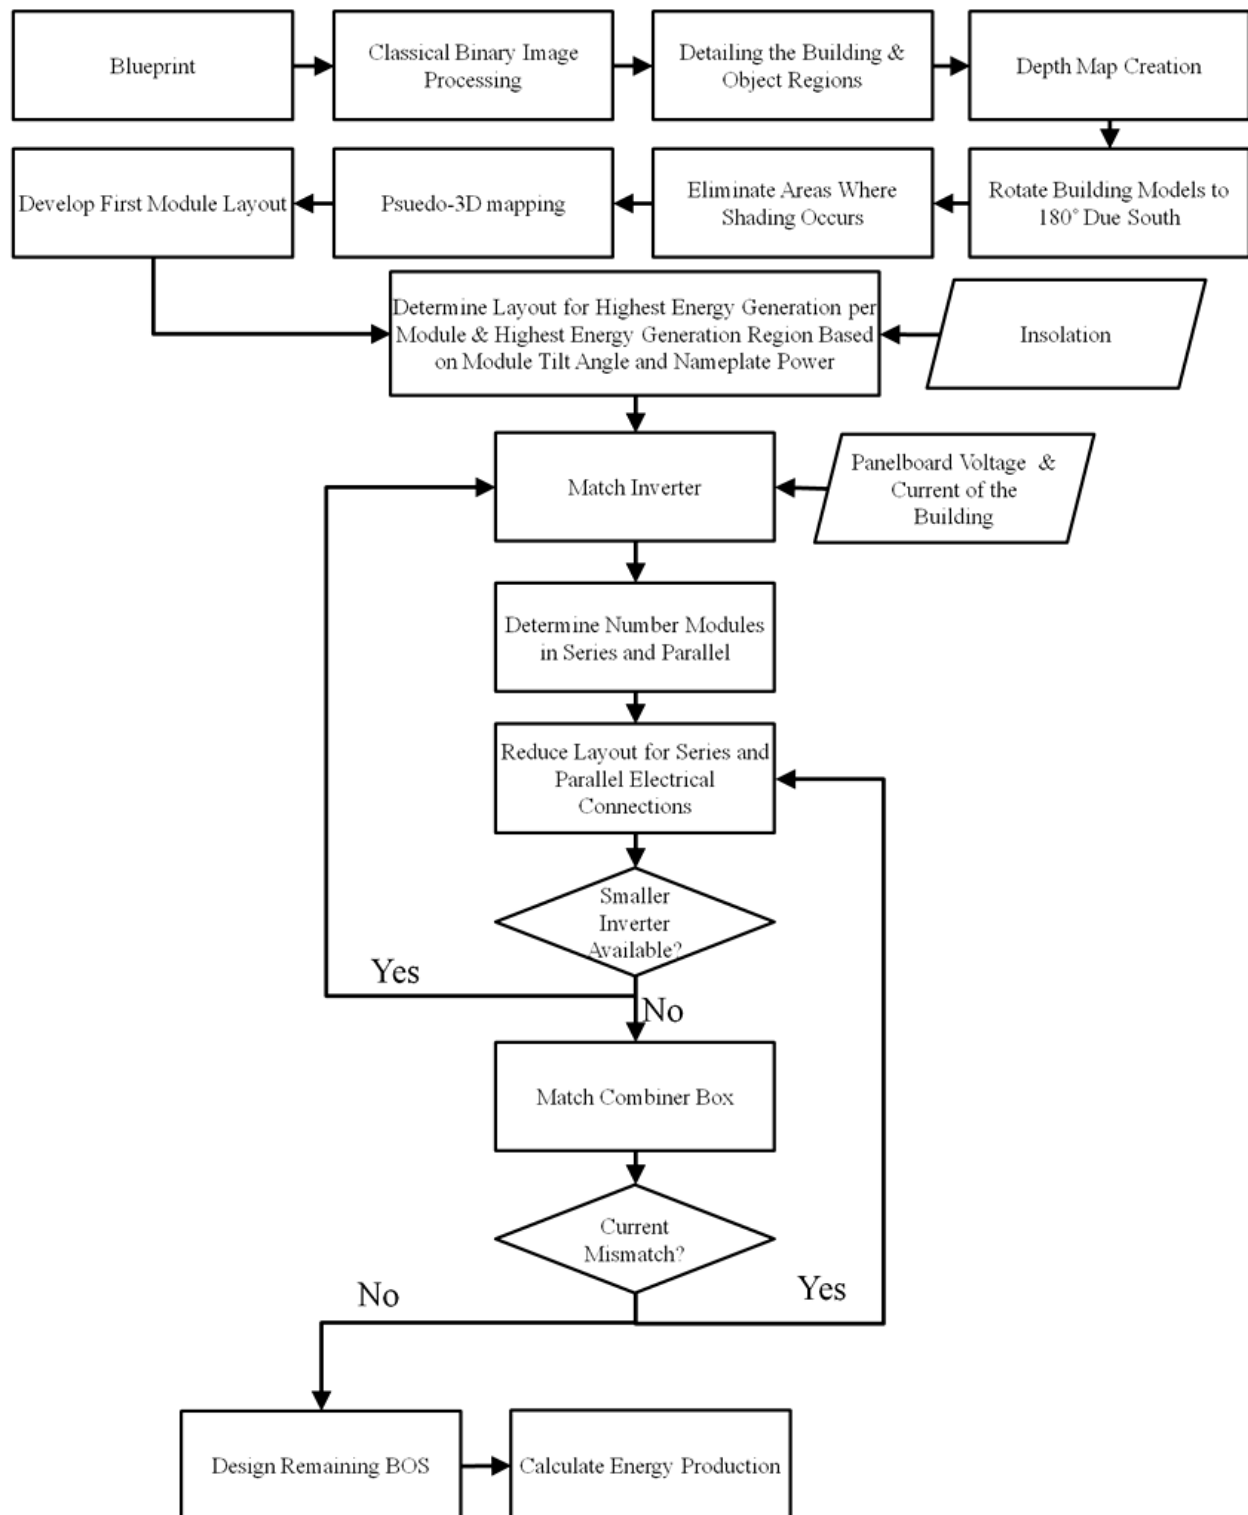 Blueprint
Classical Binary Image
Processing
Detailing the Building &
Object Regions
Depth Map Creation
Develop First Module Layout
Psuedo-3D mapping
Eliminate Areas Where
Shading Occurs
Rotate Building Models to
180° Due South
Determine Layout for Highest Energy Generation per
Module & Highest Energy Generation Region Based
on Module Tilt Angle and Nameplate Power
Insolation
Match Inverter
Panelboard Voltage &
Current of the
Building
Determine Number Modules
in Series and Parallel
Reduce Layout for Series and
Parallel Electrical
Connections
Smaller
Inverter
Available?
Yes
No
Match Combiner Box
Current
Mismatch?
No
Yes
Design Remaining BOS
Calculate Energy Production